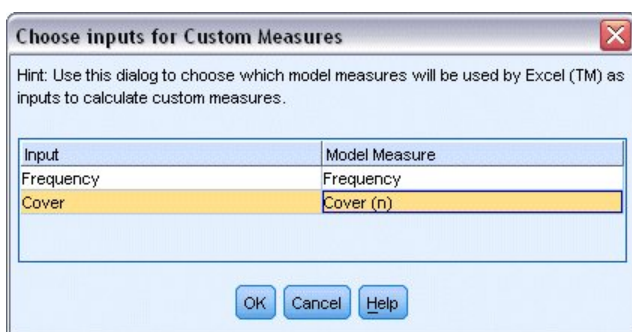 Choose inputs for Custom Measures
Hint: Use this dialog to choose which model measures will be used by Excel (TM) as
inputs to calculate custom measures.
Input Model Measure
Frequency Frequency
Cover Cover (n)
OK Cancel Help